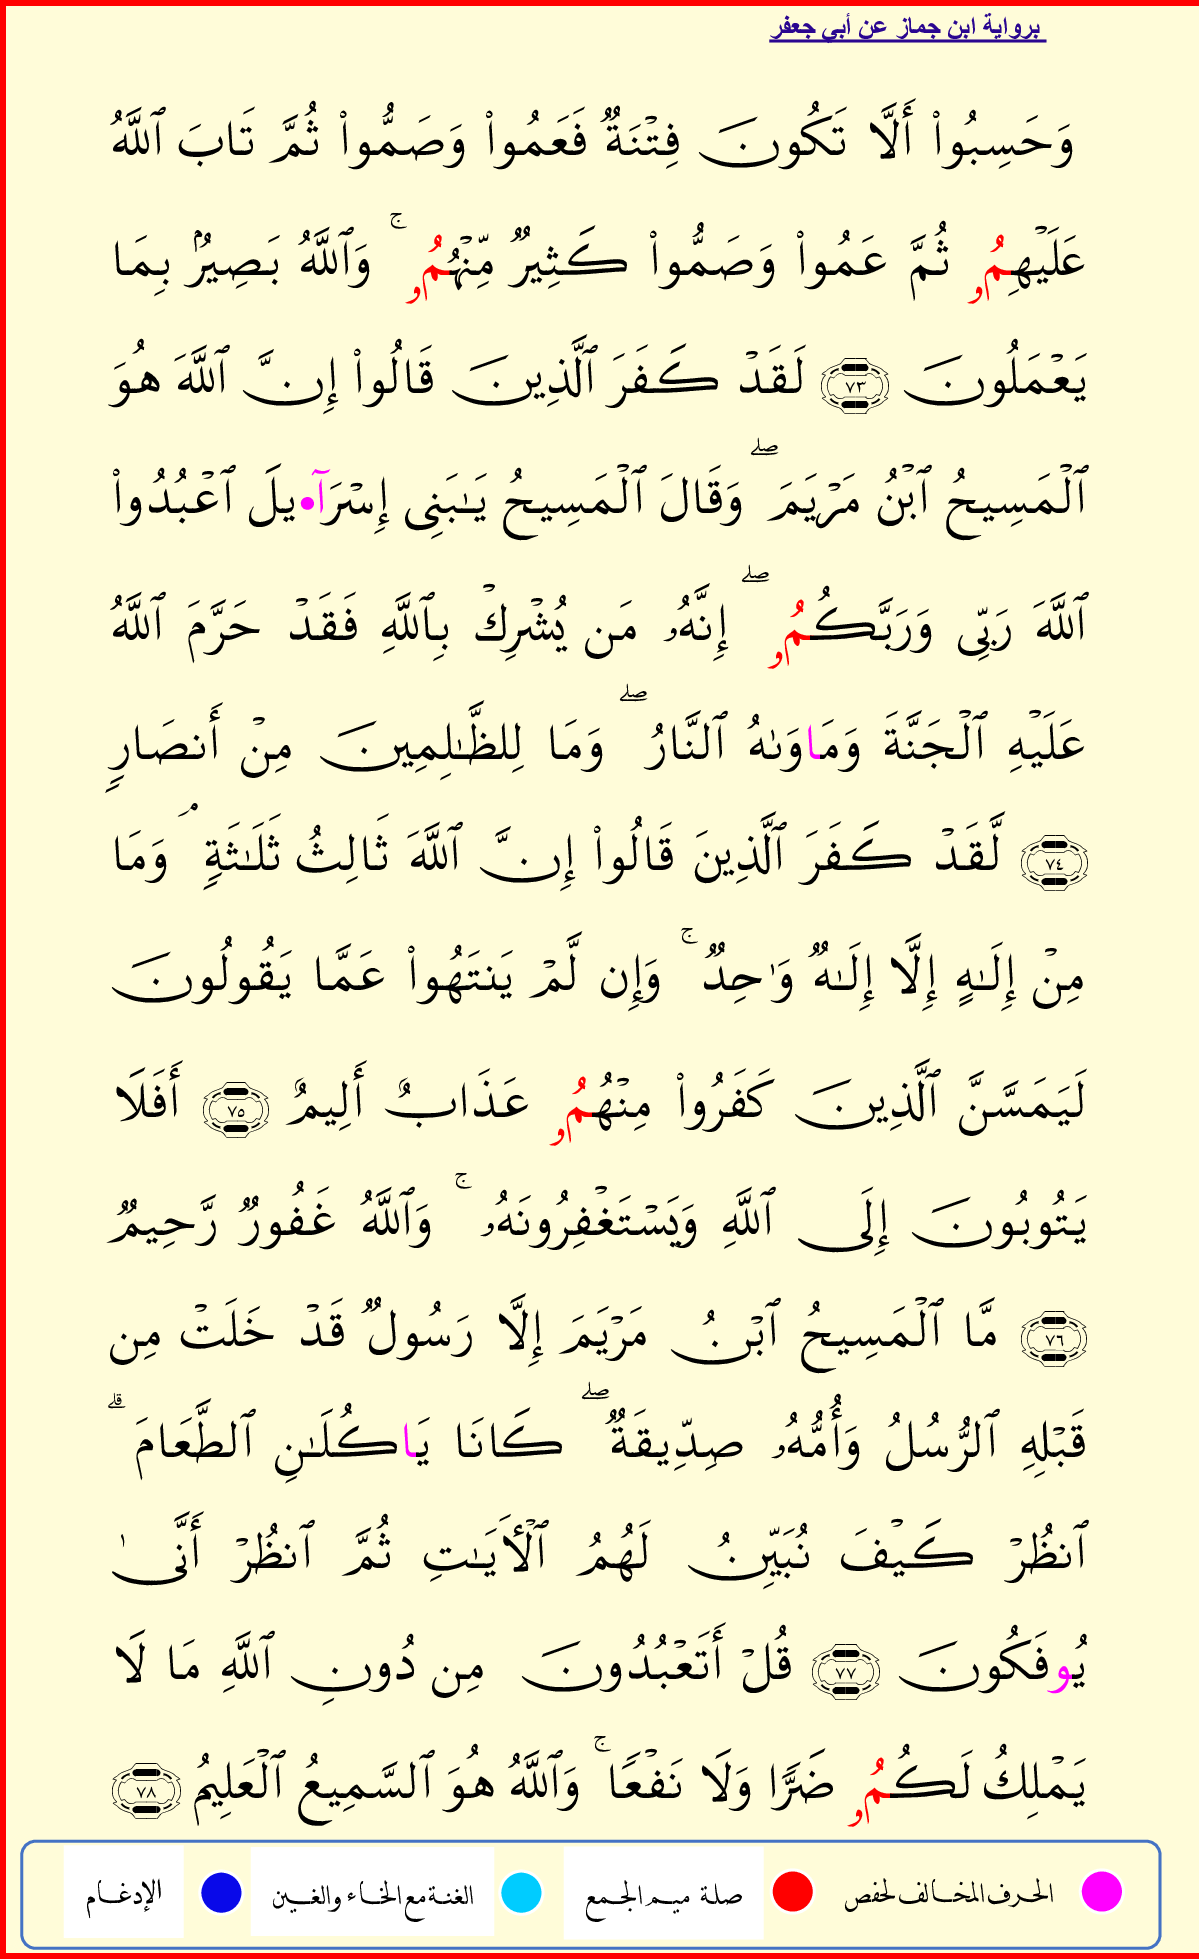 برواية ابن جماز عن أبي جعفر
وَحَسِبُوا۟ أَلَّا تَكُونَ فِتۡنَةٞ فَعَمُوا۟ وَصَمُّوا۟ ثُمَّ تَابَ ٱللَّهُ
عَلَيۡهِمُۥ ثُمَّ عَمُوا۟ وَصَمُّوا۟ كَثِيرٞ مِّنۡهُمُۥۚ وَٱللَّهُ بَصِيرُۢ بِمَا
يَعۡمَلُونَ ٧٣ لَقَدۡ كَفَرَ ٱلَّذِينَ قَالُوا۟ إِنَّ ٱللَّهَ هُوَ
ٱلۡمَسِيحُ ٱبۡنُ مَرۡيَمَۖ وَقَالَ ٱلۡمَسِيحُ يَـٰبَنِى إِسۡرَآ•يلَ ٱعۡبُدُوا۟
ٱللَّهَ رَبِّى وَرَبَّكُمُۥۖ إِنَّهُۥ مَن يُشۡرِكۡ بِٱللَّهِ فَقَدۡ حَرَّمَ ٱللَّهُ
عَلَيۡهِ ٱلۡجَنَّةَ وَمَاوَىٰهُ ٱلنَّارُۖ وَمَا لِلظَّـٰلِمِينَ مِنۡ أَنصَارٖ
٧٤ لَّقَدۡ كَفَرَ ٱلَّذِينَ قَالُوا۟ إِنَّ ٱللَّهَ ثَالِثُ ثَلَـٰثَةٖۘ وَمَا
مِنۡ إِلَـٰهٍ إِلَّا إِلَـٰهٞ وَٰحِدٞۚ وَإِن لَّمۡ يَنتَهُوا۟ عَمَّا يَقُولُونَ
لَيَمَسَّنَّ ٱلَّذِينَ كَفَرُوا۟ مِنۡهُمُۥ عَذَابٌ أَلِيمٌ ٧٥ أَفَلَا
يَتُوبُونَ إِلَى ٱللَّهِ وَيَسۡتَغۡفِرُونَهُۥۚ وَٱللَّهُ غَفُورٞ رَّحِيمٞ
٧٦ مَّا ٱلۡمَسِيحُ ٱبۡنُ مَرۡيَمَ إِلَّا رَسُولٞ قَدۡ خَلَتۡ مِن
قَبۡلِهِ ٱلرُّسُلُ وَأُمُّهُۥ صِدِّيقَةٞۖ كَانَا يَاكُلَـٰنِ ٱلطَّعَامَۗ
ٱنظُرۡ كَيۡفَ نُبَيِّنُ لَهُمُ ٱلۡأَيَـٰتِ ثُمَّ ٱنظُرۡ أَنَّىٰ
يُوفَكُونَ ٧٧ قُلۡ أَتَعۡبُدُونَ مِن دُونِ ٱللَّهِ مَا لَا
يَمۡلِكُ لَكُمُۥ ضَرّٗا وَلَا نَفۡعٗاۚ وَٱللَّهُ هُوَ ٱلسَّمِيعُ ٱلۡعَلِيمُ ٧٨
الحرف المخالف لحفص صلة ميم الجمع الغنة مع الخاء والغين الإدغام